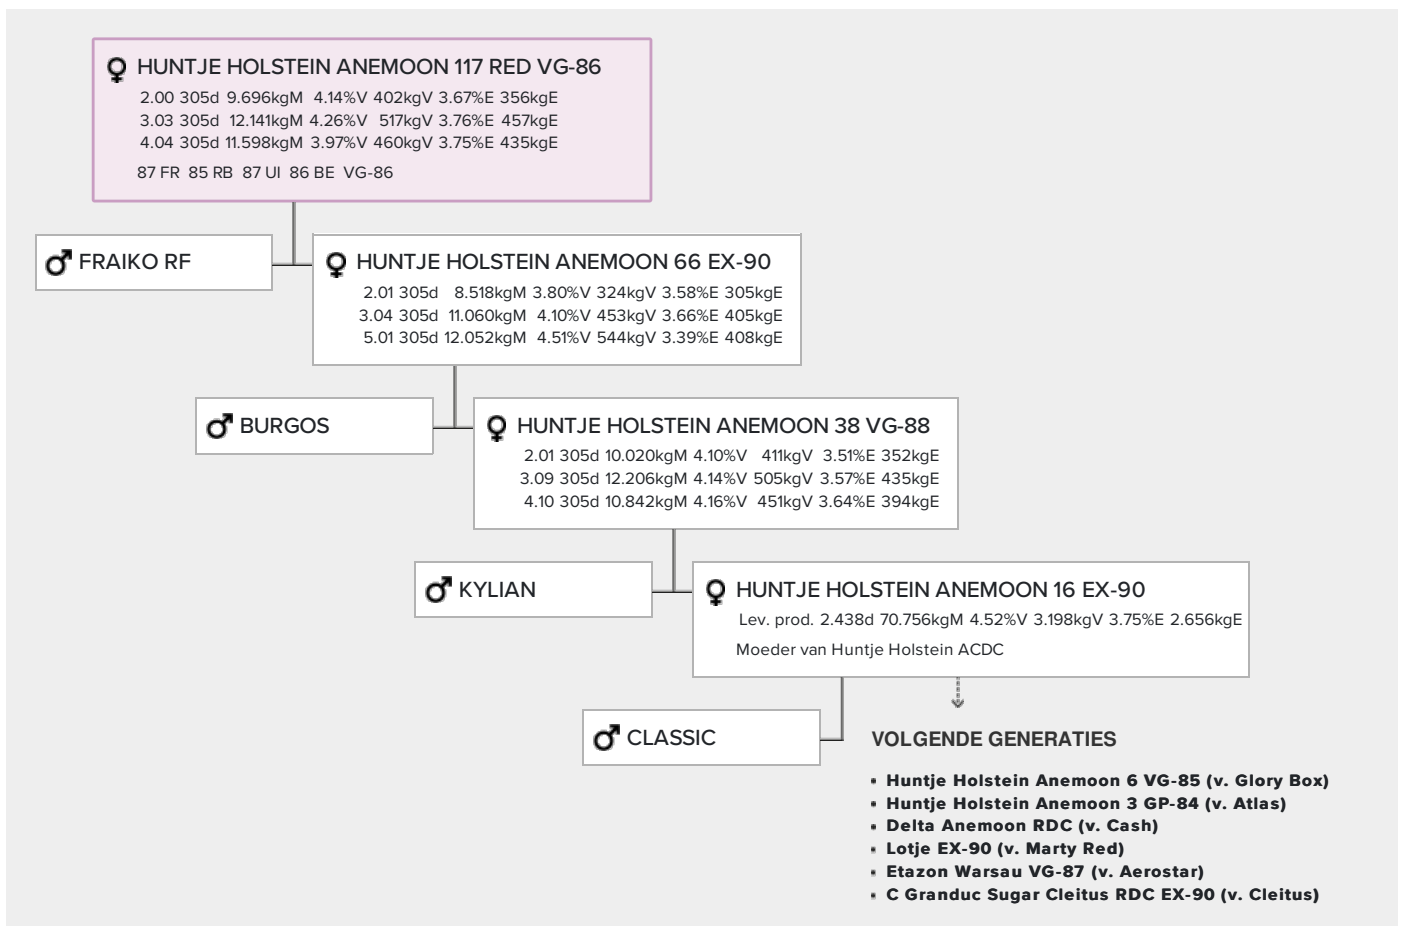 HUNTJE HOLSTEIN ANEMOON 117 RED VG-86
2.00 305d 9.696kgM 4.14%V 402kgV 3.67%E 356kgE
3.03 305d 12.141kgM 4.26%V 517kgV 3.76%E 457kgE
4.04 305d 11.598kgM 3.97%V 460kgV 3.75%E 435kgE
87 FR 85 RB 87 UI 86 BE VG-86
FRAIKO RF
HUNTJE HOLSTEIN ANEMOON 66 EX-90
2.01 305d 8.518kgM 3.80%V 324kgV 3.58%E 305kgE
3.04 305d 11.060kgM 4.10%V 453kgV 3.66%E 405kgE
5.01 305d 12.052kgM 4.51%V 544kgV 3.39%E 408kgE
BURGOS
HUNTJE HOLSTEIN ANEMOON 38 VG-88
2.01 305d 10.020kgM 4.10%V 411kgV 3.51%E 352kgE
3.09 305d 12.206kgM 4.14%V 505kgV 3.57%E 435kgE
4.10 305d 10.842kgM 4.16%V 451kgV 3.64%E 394kgE
KYLIAN
HUNTJE HOLSTEIN ANEMOON 16 EX-90
Lev. prod. 2.438d 70.756kgM 4.52%V 3.198kgV 3.75%E 2.656kgE
Moeder van Huntje Holstein ACDC
CLASSIC
VOLGENDE GENERATIES
▪ Huntje Holstein Anemoon 6 VG-85 (v. Glory Box)
▪ Huntje Holstein Anemoon 3 GP-84 (v. Atlas)
▪ Delta Anemoon RDC (v. Cash)
▪ Lotje EX-90 (v. Marty Red)
▪ Etazon Warsau VG-87 (v. Aerostar)
▪ C Granduc Sugar Cleitus RDC EX-90 (v. Cleitus)